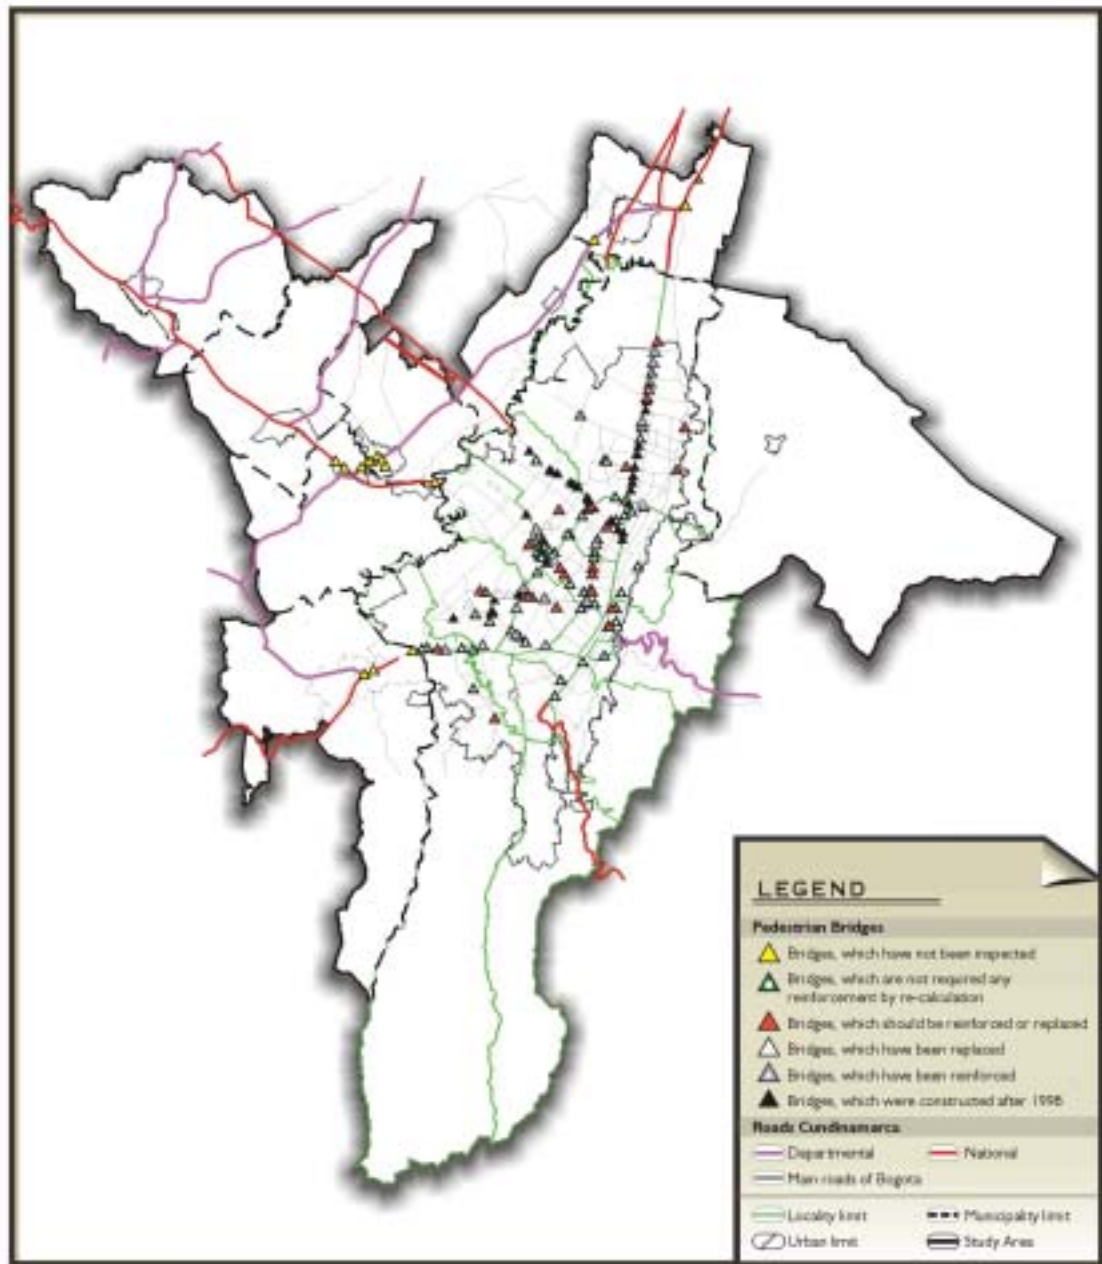 LEGEND
Pedestrian Bridges
Bridges, which have not been inspected
Bridges, which are not required any
reinforcement by re-calculation
Bridges, which should be reinforced or replaced
Bridges, which have been replaced
Bridges, which have been reinforced
Bridges, which were constructed after 1998
Roads Cundinamarca
Departmental National
Main roads of Bogota
Locality limit Municipality limit
Urban limit Study Area